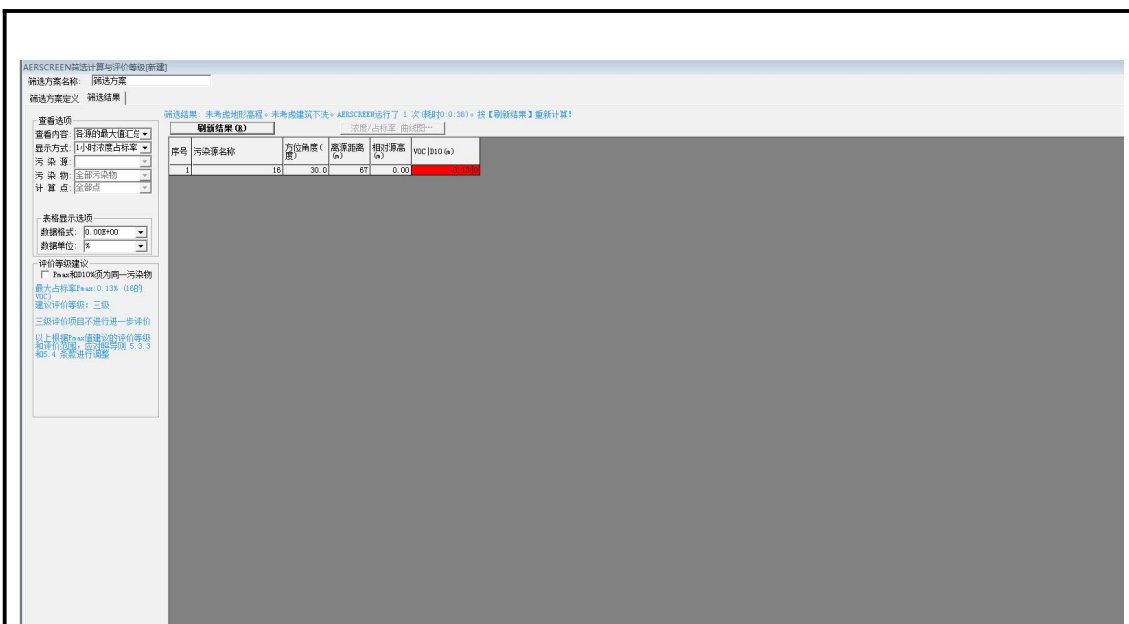 AERSCREEN筛选计算与评价等级[新建]
筛选方案名称: 筛选方案
筛选方案定义 筛选结果
筛选结果: 未考虑地形高程。未考虑建筑下洗。AERSCREEN运行了 1 次(耗时0:0:38)。按【刷新结果】重新计算!
查看选项
查看内容: 各源的最大值汇总
显示方式: 1小时浓度占标率
污 染 源:
污 染 物: 全部污染物
计 算 点: 全部点
表格显示选项
数据格式: 0.00E+00
数据单位: %
评价等级建议
Pmax和D10%须为同一污染物
最大占标率Pmax:0.13% (16的
VOC)
建议评价等级: 三级
三级评价项目不进行进一步评价
以上根据Pmax值建议的评价等级
和评价范围,应对照导则 5.3.3
和5.4 条款进行调整
刷新结果(R) 浓度/占标率 曲线图…
序号 污染源名称 方位角度(度) 离源距离(m) 相对源高(m) VOC|D10(m)
1 16 30.0 67 0.00 0.13|0